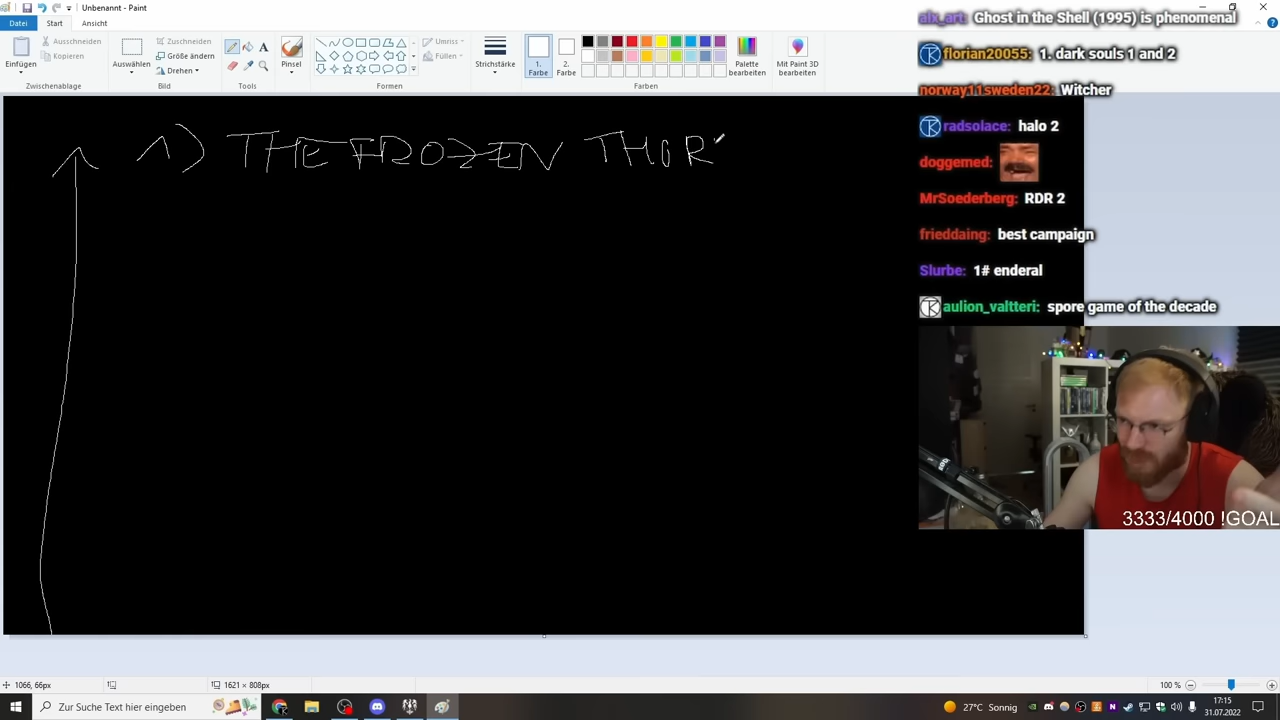 Unbenannt - Paint
Datei Start Ansicht
Einfügen
Ausschneiden
Kopieren
Zwischenablage
Auswählen
Zuschneiden
Größe ändern
Drehen
Bild
A
Tools
Pinsel
Formen
Umriss
Füllen
Strichstärke
1. Farbe
2. Farbe
Farben
Palette bearbeiten
Mit Paint 3D bearbeiten
1) THE FROZEN THOR
alx_art: Ghost in the Shell (1995) is phenomenal
florian20055: 1. dark souls 1 and 2
norway11sweden22: Witcher
radsolace: halo 2
doggemed:
MrSoederberg: RDR 2
frieddaing: best campaign
Slurbe: 1# enderal
aulion_valtteri: spore game of the decade
3333/4000 !GOAL
1066, 66px
1621 × 808px
100 %
Zur Suche Text hier eingeben
27°C Sonnig
17:15
31.07.2022